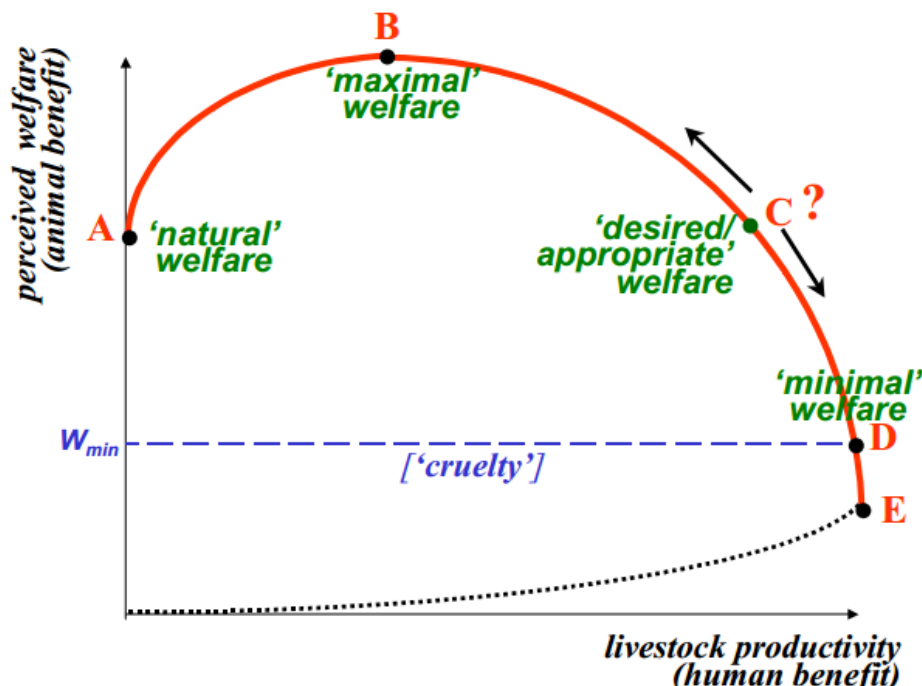 B
perceived welfare
(animal benefit)
'maximal'
welfare
A
'natural'
welfare
C ?
'desired/
appropriate'
welfare
'minimal'
welfare
Wmin
D
['cruelty']
E
livestock productivity
(human benefit)